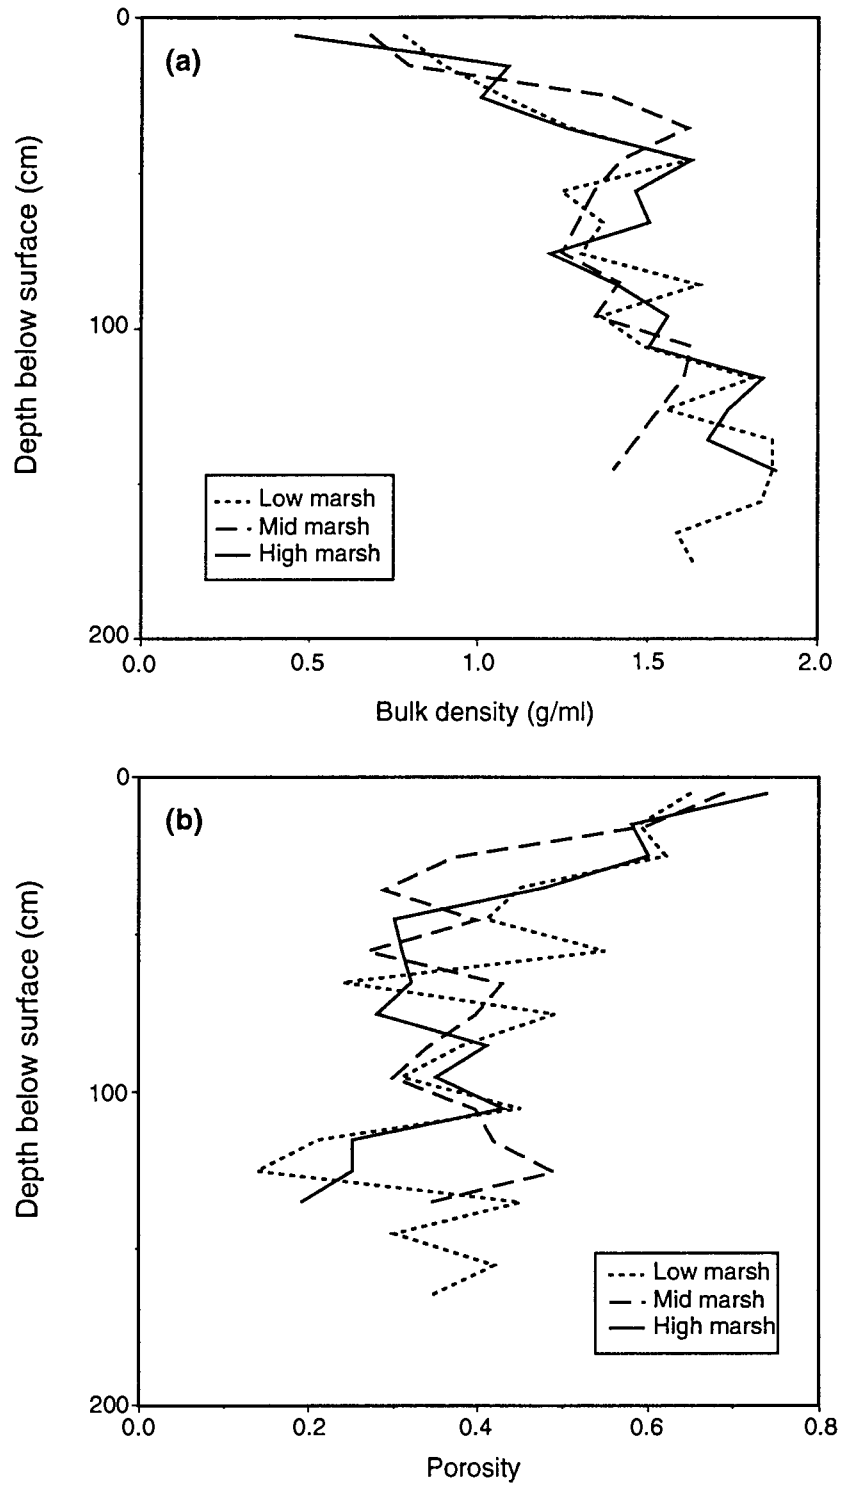 (a)
0
100
200
Depth below surface (cm)
Low marsh
Mid marsh
High marsh
0.0 0.5 1.0 1.5 2.0
Bulk density (g/ml)
(b)
0
100
200
Depth below surface (cm)
Low marsh
Mid marsh
High marsh
0.0 0.2 0.4 0.6 0.8
Porosity